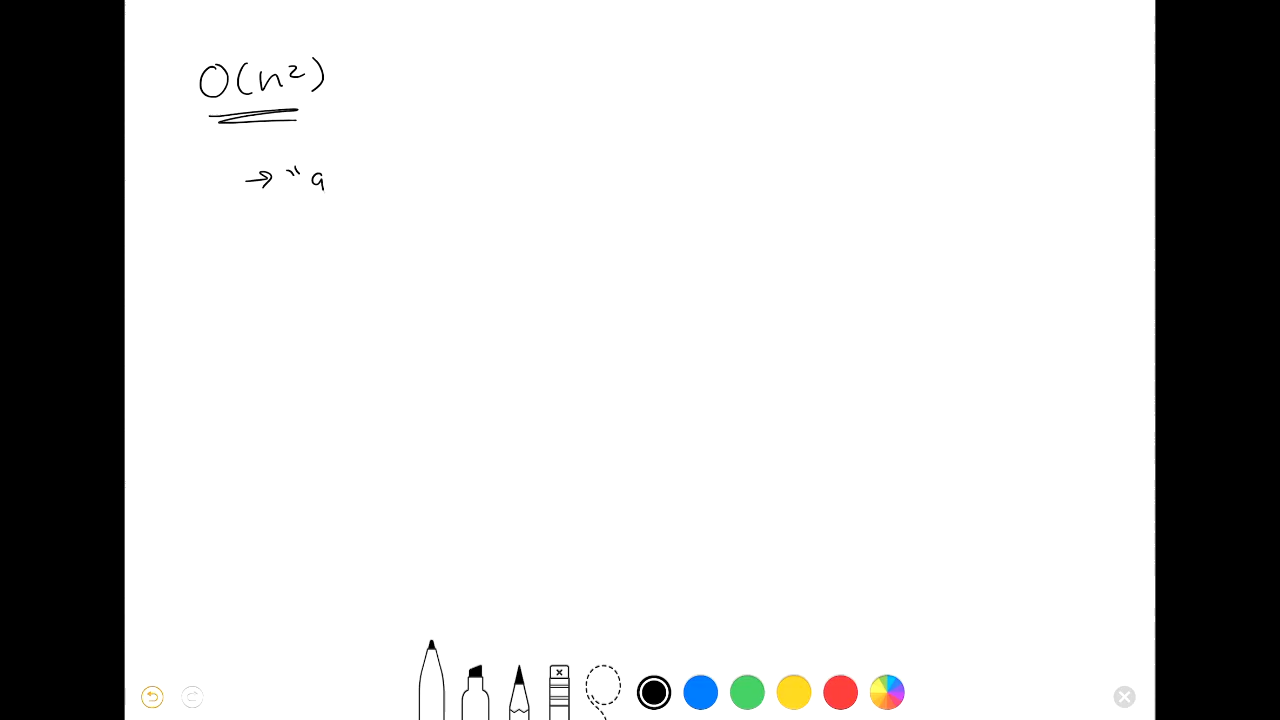 O(n²)
→ " q